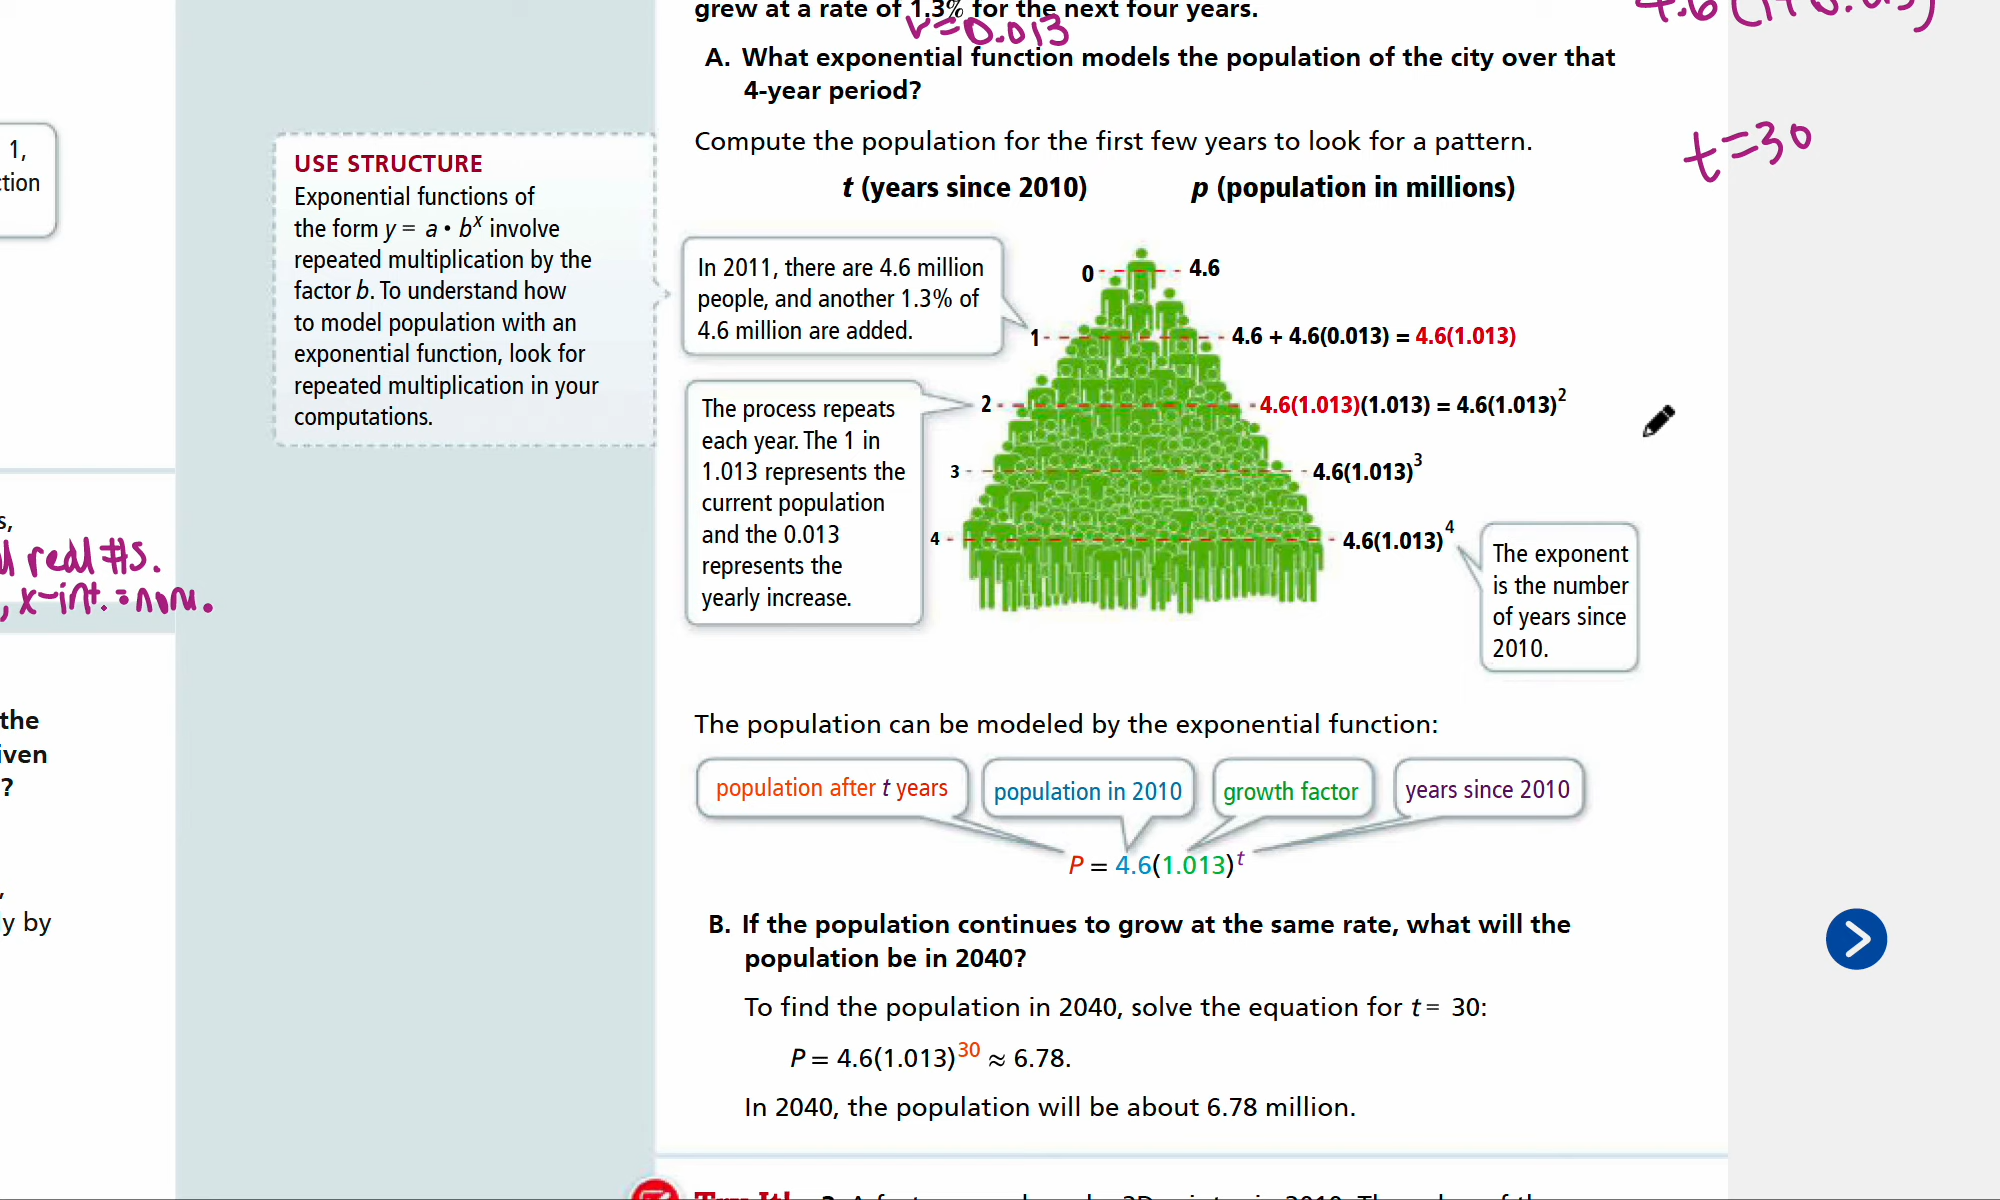 grew at a rate of 1.3% for the next four years.
r=0.013
A. What exponential function models the population of the city over that
4-year period?
Compute the population for the first few years to look for a pattern.
t=30
t (years since 2010)
p (population in millions)
1,
USE STRUCTURE
Exponential functions of
the form y = a • bˣ involve
repeated multiplication by the
factor b. To understand how
to model population with an
exponential function, look for
repeated multiplication in your
computations.
In 2011, there are 4.6 million
people, and another 1.3% of
4.6 million are added.
The process repeats
each year. The 1 in
1.013 represents the
current population
and the 0.013
represents the
yearly increase.
0 4.6
1 4.6 + 4.6(0.013) = 4.6(1.013)
2 4.6(1.013)(1.013) = 4.6(1.013)²
3 4.6(1.013)³
4 4.6(1.013)⁴
The exponent
is the number
of years since
2010.
real #s.
, x-int. = non.
The population can be modeled by the exponential function:
population after t years
population in 2010
growth factor
years since 2010
P = 4.6(1.013)ᵗ
the
?
y by
B. If the population continues to grow at the same rate, what will the
population be in 2040?
To find the population in 2040, solve the equation for t = 30:
P = 4.6(1.013)³⁰ ≈ 6.78.
In 2040, the population will be about 6.78 million.